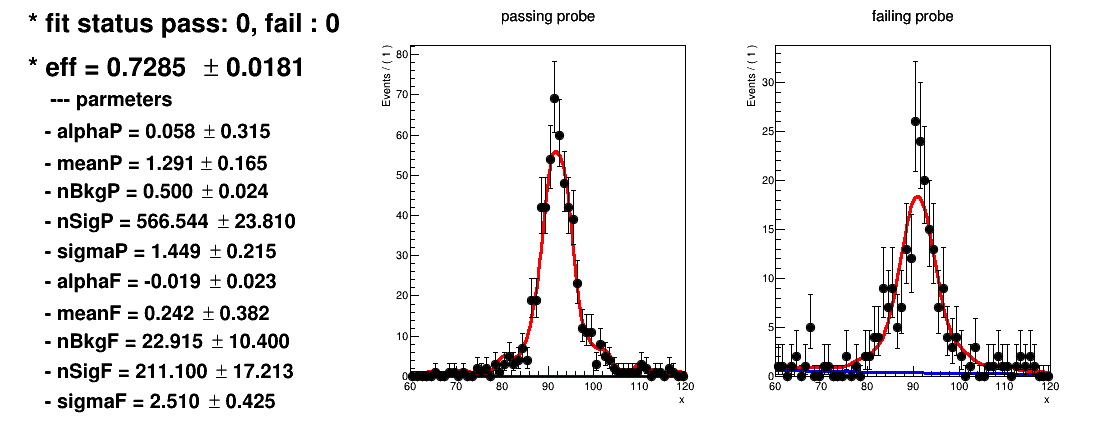 * fit status pass: 0, fail : 0
* eff = 0.7285 ± 0.0181
--- parmeters
- alphaP = 0.058 ± 0.315
- meanP = 1.291 ± 0.165
- nBkgP = 0.500 ± 0.024
- nSigP = 566.544 ± 23.810
- sigmaP = 1.449 ± 0.215
- alphaF = -0.019 ± 0.023
- meanF = 0.242 ± 0.382
- nBkgF = 22.915 ± 10.400
- nSigF = 211.100 ± 17.213
- sigmaF = 2.510 ± 0.425
passing probe
Events / ( 1 )
80
70
60
50
40
30
20
10
0
60 70 80 90 100 110 120
x
failing probe
Events / ( 1 )
30
25
20
15
10
5
0
60 70 80 90 100 110 120
x